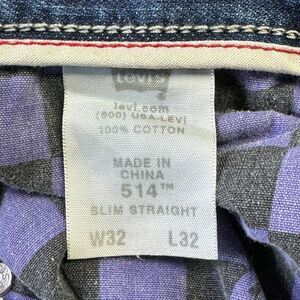 Levi's
levi.com
(800) USA-LEVI
100% COTTON
MADE IN
CHINA
514™
SLIM STRAIGHT
W32 L32